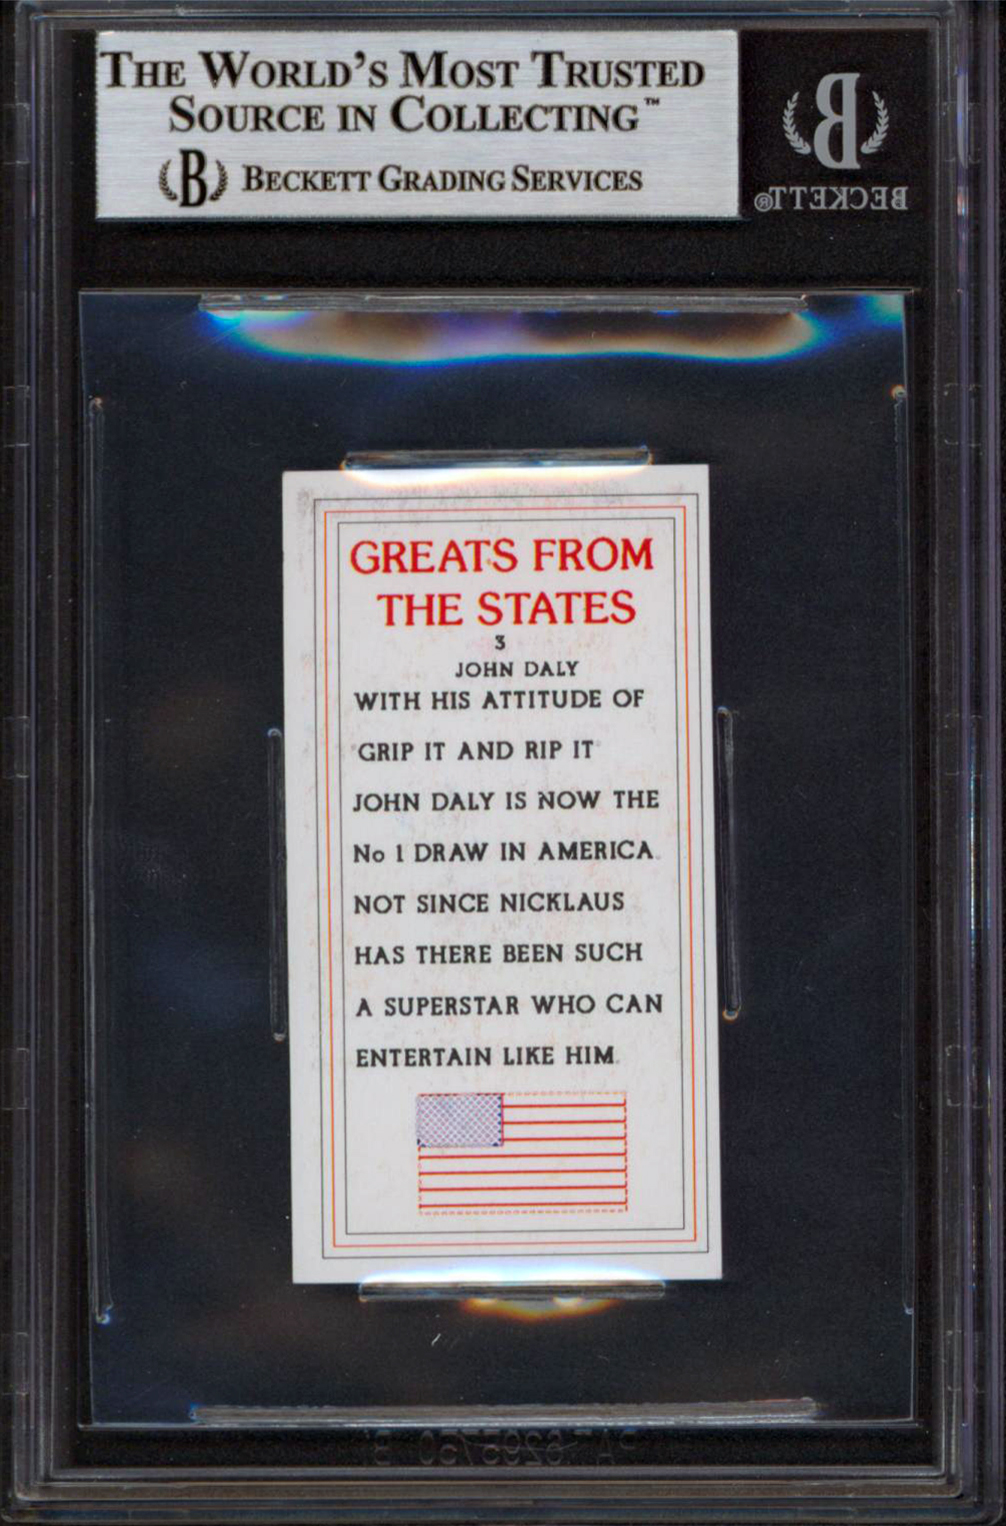 THE WORLD'S MOST TRUSTED
SOURCE IN COLLECTING™
B BECKETT GRADING SERVICES
B
BECKETT®
GREATS FROM
THE STATES
3
JOHN DALY
WITH HIS ATTITUDE OF
GRIP IT AND RIP IT
JOHN DALY IS NOW THE
No 1 DRAW IN AMERICA.
NOT SINCE NICKLAUS
HAS THERE BEEN SUCH
A SUPERSTAR WHO CAN
ENTERTAIN LIKE HIM.